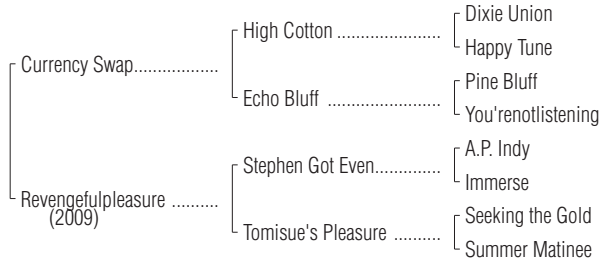 Dixie Union
High Cotton ..................
Happy Tune
Currency Swap.................
Pine Bluff
Echo Bluff ....................
You'renotlistening
A.P. Indy
Stephen Got Even..............
Immerse
Revengefulpleasure ..........
(2009)
Seeking the Gold
Tomisue's Pleasure ..........
Summer Matinee